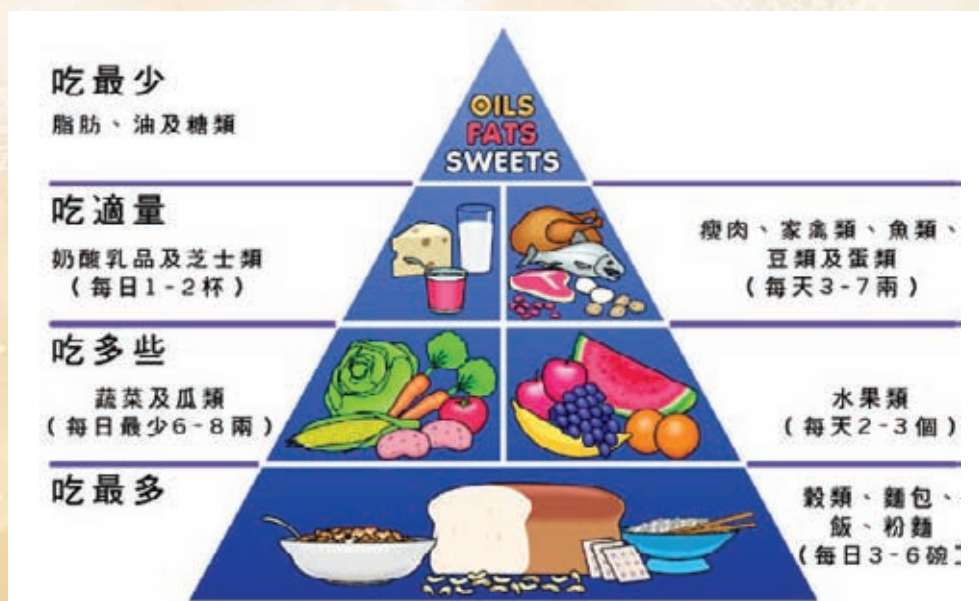 吃最少
脂肪、油及糖類
OILS
FATS
SWEETS
吃適量
奶酸乳品及芝士類
(每日1-2杯)
瘦肉、家禽類、魚類、
豆類及蛋類
(每天3-7兩)
吃多些
蔬菜及瓜類
(每日最少6-8兩)
水果類
(每天2-3個)
吃最多
穀類、麵包、
飯、粉麵
(每日3-6碗)